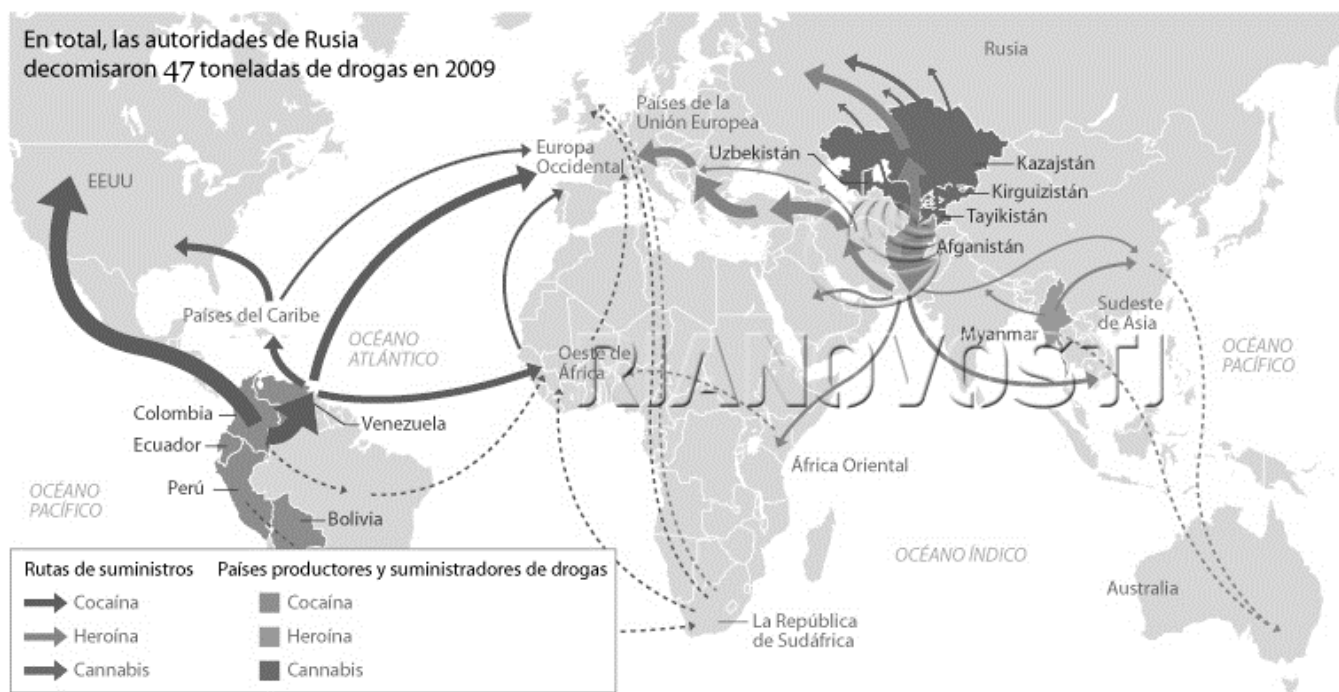 En total, las autoridades de Rusia
decomisaron 47 toneladas de drogas en 2009
Rusia
Países de la
Unión Europea
Europa
Occidental
Uzbekistán
Kazajstán
Kirguizistán
Tayikistán
Afganistán
EEUU
Países del Caribe
OCÉANO
ATLÁNTICO
Oeste de
África
Myanmar
Sudeste
de Asia
OCÉANO
PACÍFICO
RIANOVOSTI
Colombia
Venezuela
Ecuador
Perú
Bolivia
África Oriental
OCÉANO
PACÍFICO
OCÉANO ÍNDICO
Australia
La República
de Sudáfrica
Rutas de suministros
Cocaína
Heroína
Cannabis
Países productores y suministradores de drogas
Cocaína
Heroína
Cannabis